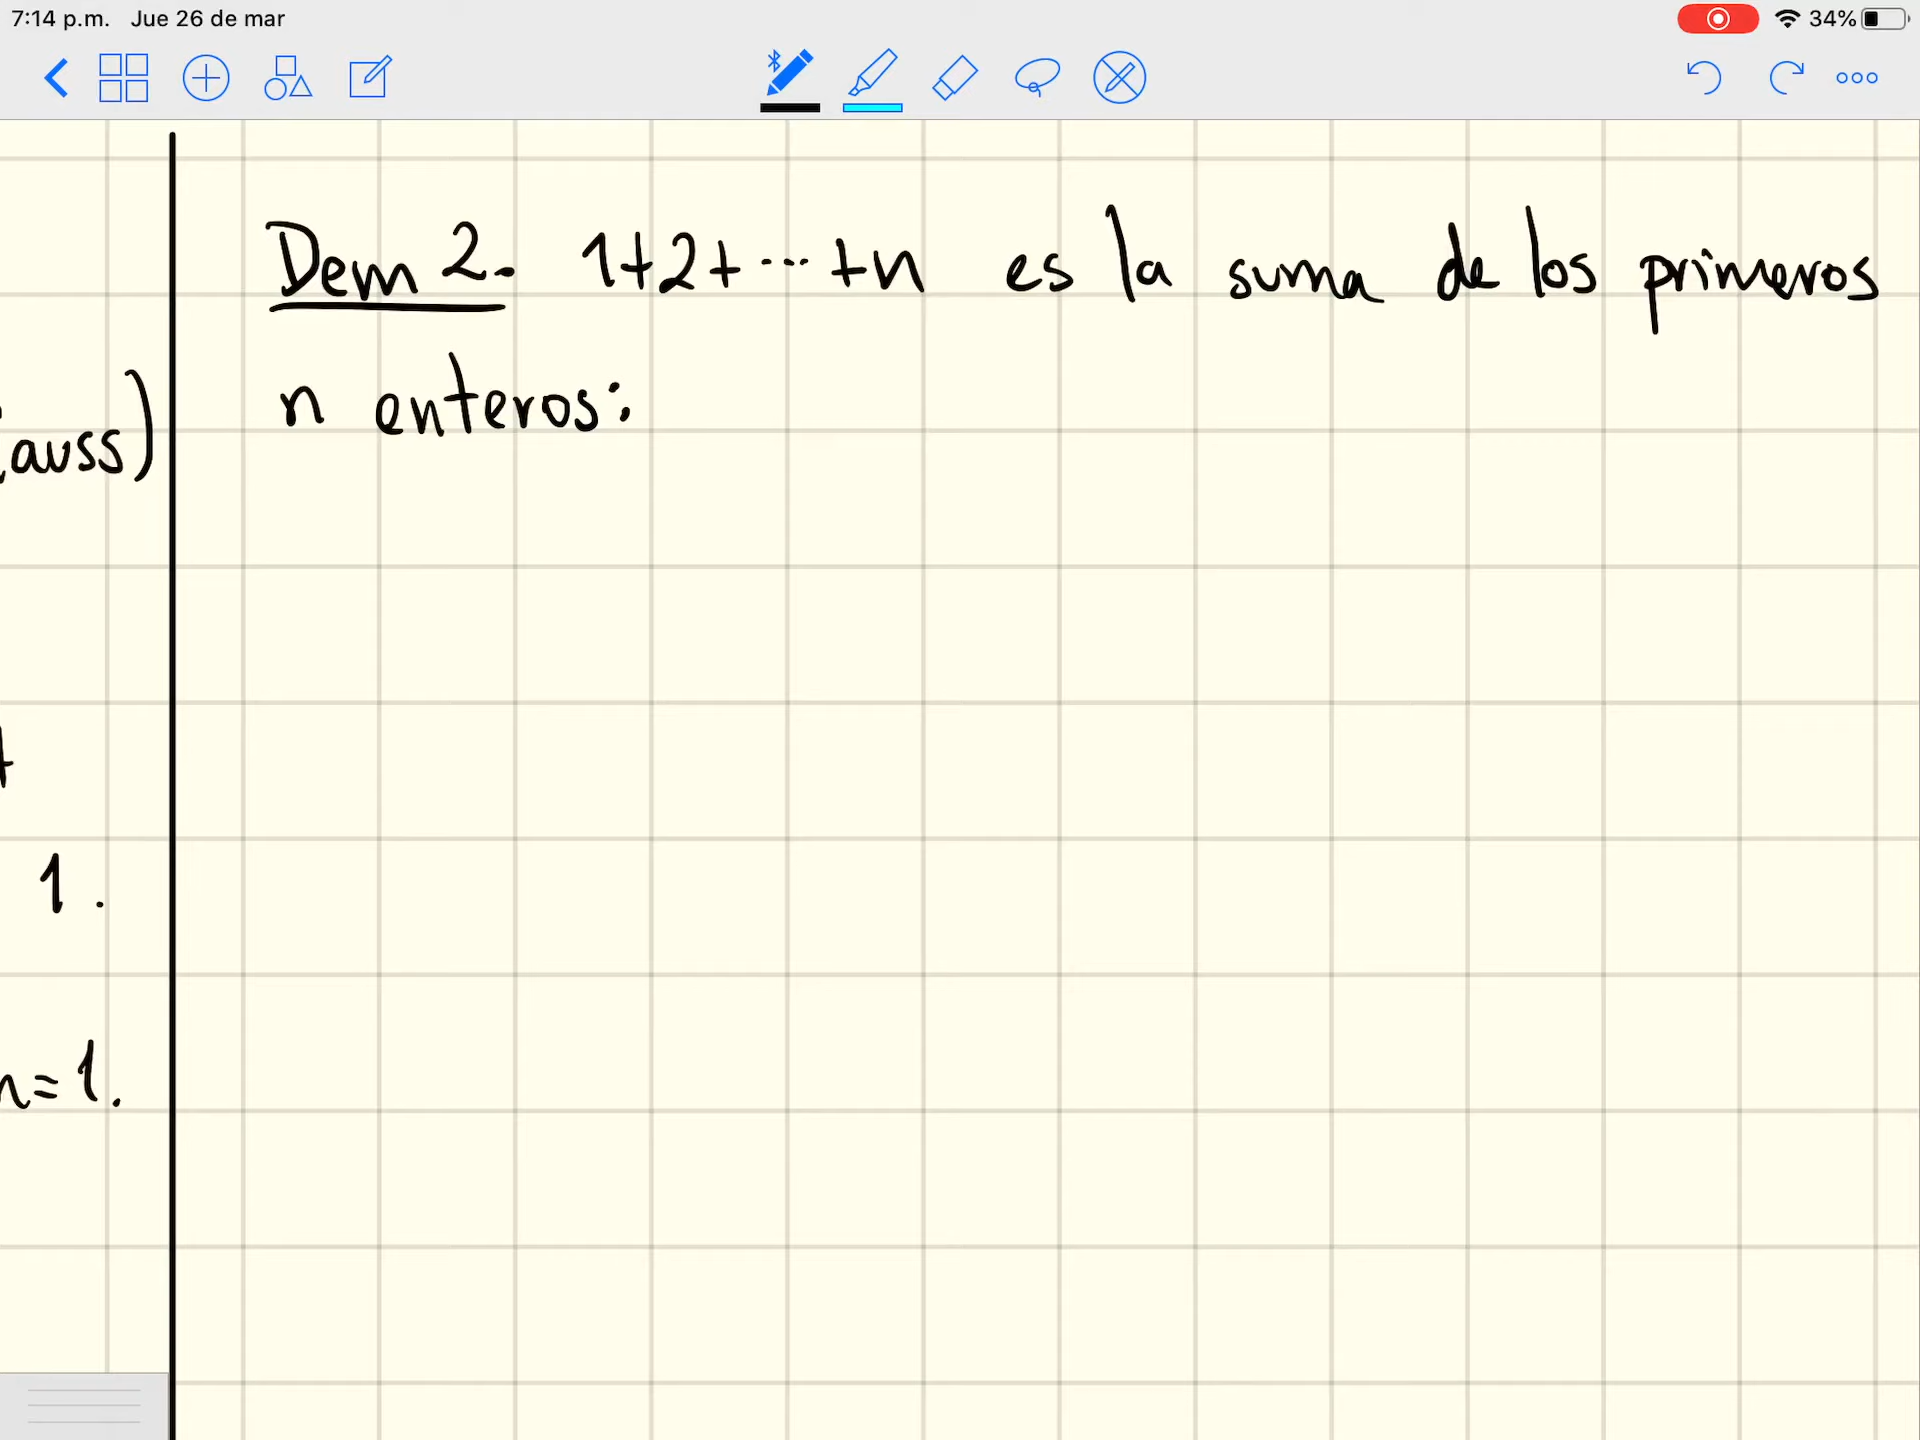 7:14 p.m. Jue 26 de mar 34%
Dem 2. 1+2+...+n es la suma de los primeros
n enteros:
auss)
1.
n=1.